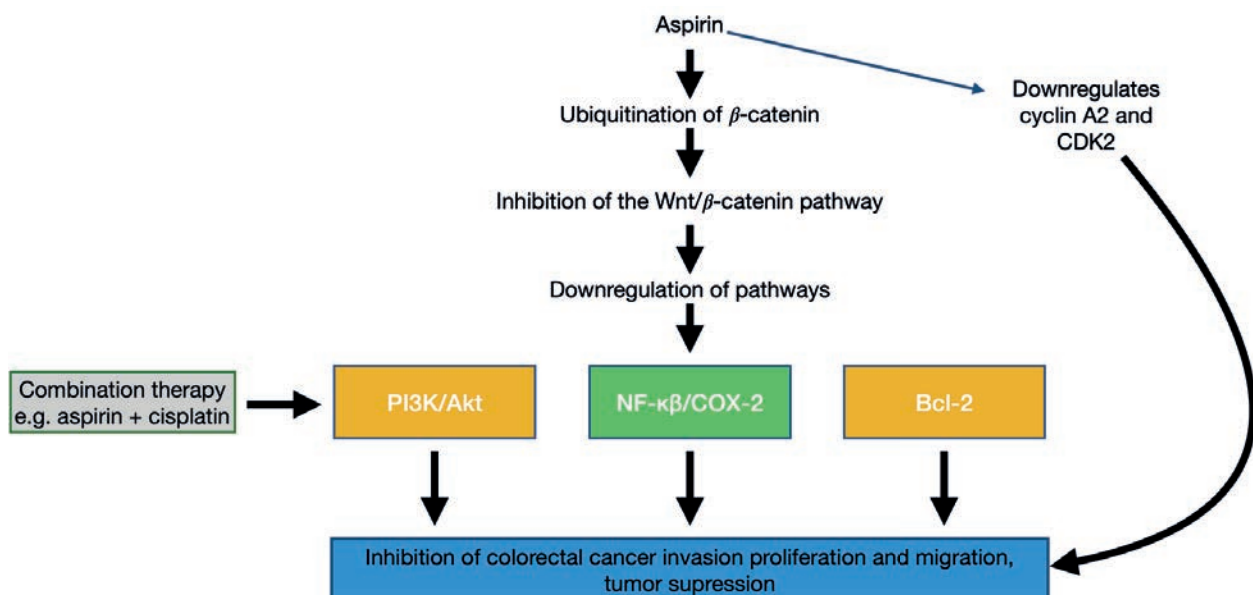 Aspirin
Downregulates
cyclin A2 and
CDK2
Ubiquitination of β-catenin
Inhibition of the Wnt/β-catenin pathway
Downregulation of pathways
Combination therapy
e.g. aspirin + cisplatin
PI3K/Akt
NF-κβ/COX-2
Bcl-2
Inhibition of colorectal cancer invasion proliferation and migration,
tumor supression